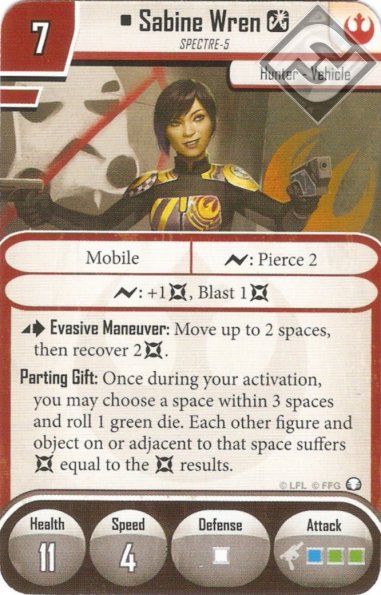 7
Sabine Wren
SPECTRE-5
Hunter - Vehicle
Mobile
: Pierce 2
: +1, Blast 1
Evasive Maneuver: Move up to 2 spaces,
then recover 2.
Parting Gift: Once during your activation,
you may choose a space within 3 spaces
and roll 1 green die. Each other figure and
object on or adjacent to that space suffers
equal to the results.
© LFL © FFG
Health
Speed
Defense
Attack
11
4